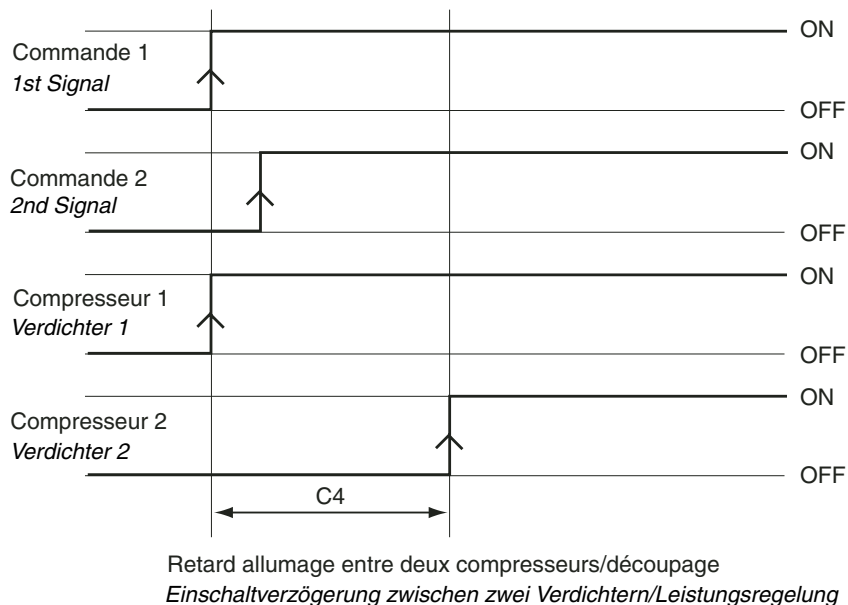 ON
Commande 1
1st Signal
OFF
ON
Commande 2
2nd Signal
OFF
ON
Compresseur 1
Verdichter 1
OFF
ON
Compresseur 2
Verdichter 2
OFF
C4
Retard allumage entre deux compresseurs/découpage
Einschaltverzögerung zwischen zwei Verdichtern/Leistungsregelung